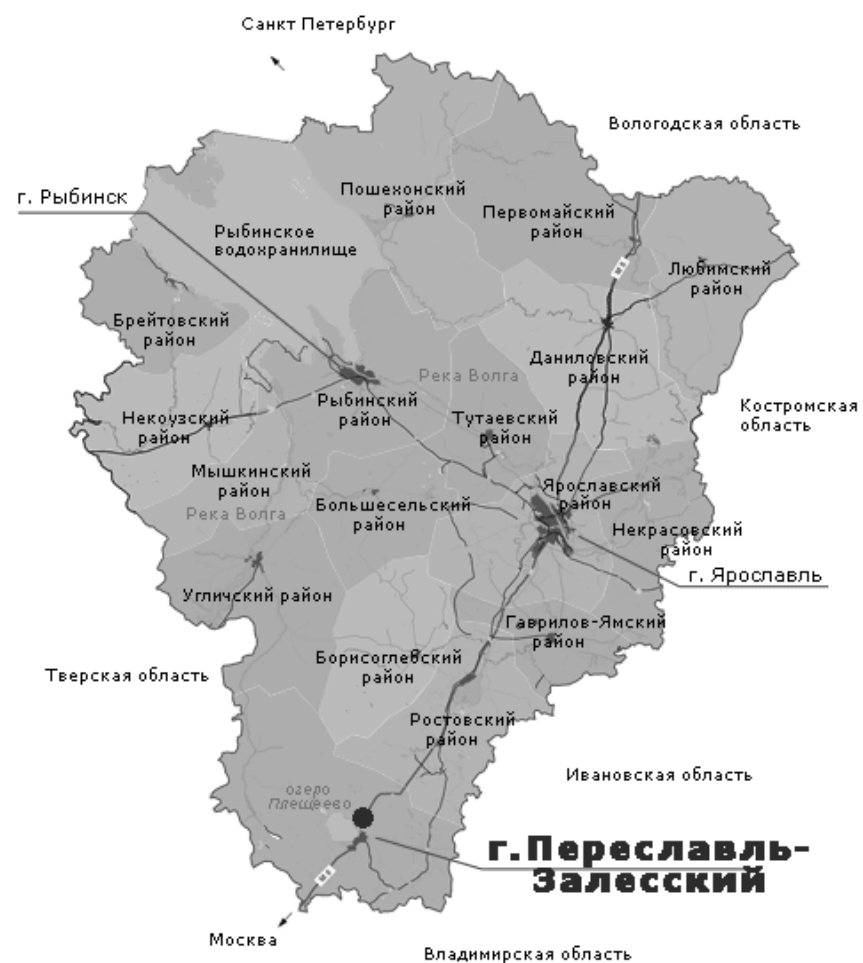 Санкт Петербург
Вологодская область
Пошехонский
район
г. Рыбинск
Первомайский
район
Рыбинское
водохранилище
М 8
Любимский
район
Брейтовский
район
Даниловский
район
Река Волга
Рыбинский
район
Костромская
область
Некоузский
район
Тутаевский
район
Мышкинский
район
Ярославский
район
Большесельский
район
Река Волга
Некрасовский
район
г. Ярославль
Угличский район
Гаврилов-Ямский
район
Борисоглебский
район
Тверская область
Ростовский
район
Ивановская область
озеро
Плещеево
г.Переславль-
Залесский
М 8
Москва
Владимирская область